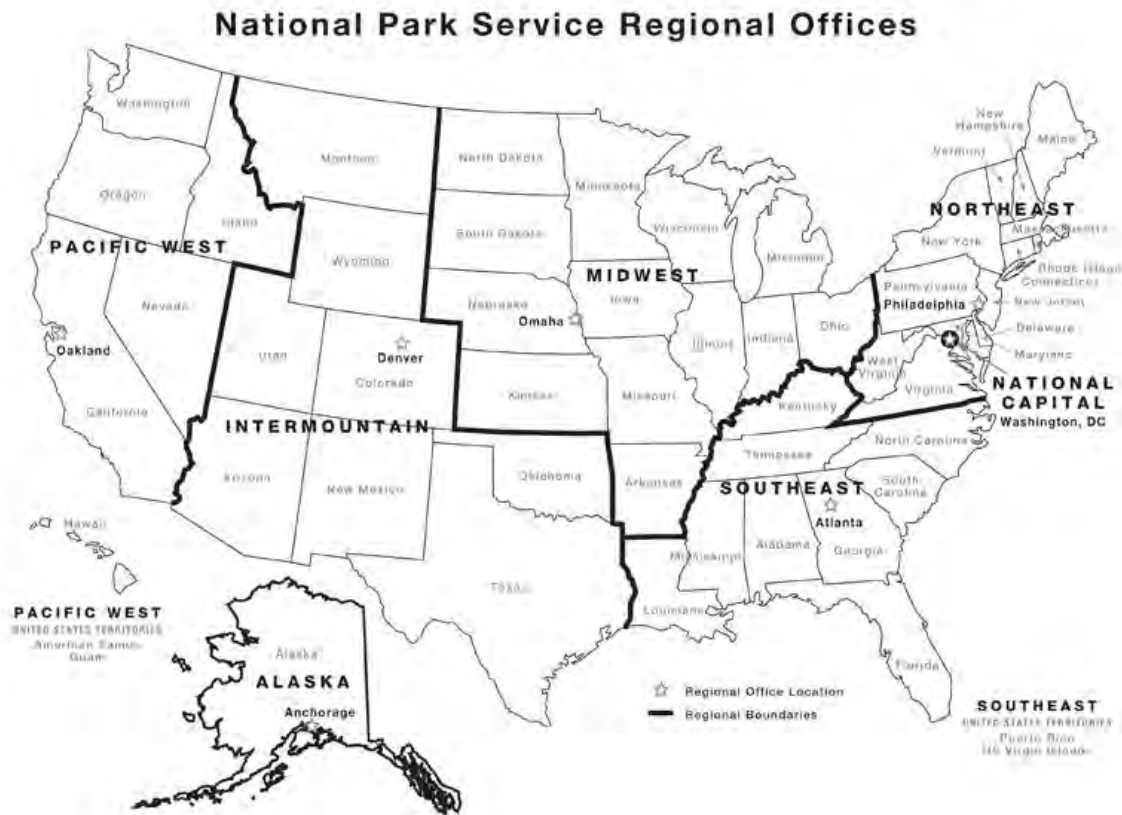 National Park Service Regional Offices
Washington
Montana
North Dakota
Minnesota
New
Hampshire
Maine
Vermont
Oregon
Idaho
South Dakota
Wisconsin
Michigan
NORTHEAST
Massachusetts
PACIFIC WEST
Wyoming
MIDWEST
New York
Rhode Island
Connecticut
Nevada
Nebraska
Iowa
Pennsylvania
Philadelphia
New Jersey
Omaha
Ohio
Delaware
Oakland
Utah
Denver
Illinois
Indiana
Maryland
Colorado
West
Virginia
Virginia
NATIONAL
CAPITAL
Washington, DC
California
Kansas
Missouri
Kentucky
INTERMOUNTAIN
North Carolina
Tennessee
Arizona
New Mexico
Oklahoma
Arkansas
SOUTHEAST
South
Carolina
Atlanta
Hawaii
Mississippi
Alabama
Georgia
Texas
Louisiana
PACIFIC WEST
UNITED STATES TERRITORIES
American Samoa
Guam
Alaska
ALASKA
Anchorage
Florida
Regional Office Location
Regional Boundaries
SOUTHEAST
UNITED STATES TERRITORIES
Puerto Rico
US Virgin Islands